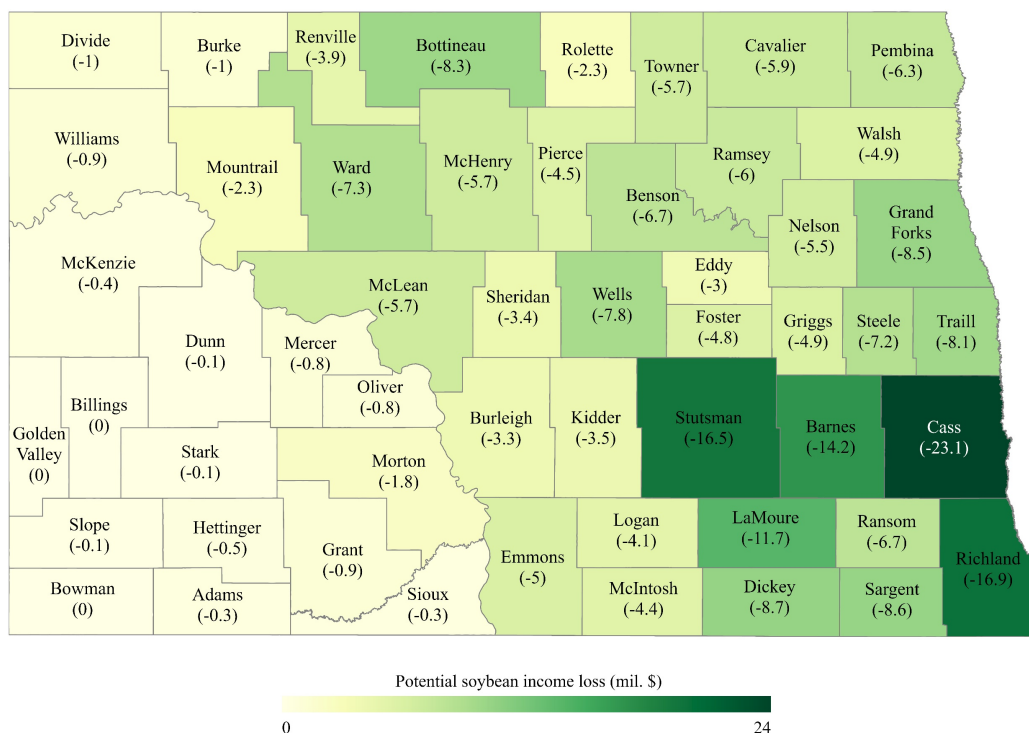 Divide
(-1)
Burke
(-1)
Renville
(-3.9)
Bottineau
(-8.3)
Rolette
(-2.3)
Towner
(-5.7)
Cavalier
(-5.9)
Pembina
(-6.3)
Williams
(-0.9)
Mountrail
(-2.3)
Ward
(-7.3)
McHenry
(-5.7)
Pierce
(-4.5)
Benson
(-6.7)
Ramsey
(-6)
Walsh
(-4.9)
Nelson
(-5.5)
Grand
Forks
(-8.5)
McKenzie
(-0.4)
McLean
(-5.7)
Sheridan
(-3.4)
Wells
(-7.8)
Eddy
(-3)
Foster
(-4.8)
Griggs
(-4.9)
Steele
(-7.2)
Traill
(-8.1)
Dunn
(-0.1)
Mercer
(-0.8)
Oliver
(-0.8)
Golden
Valley
(0)
Billings
(0)
Stark
(-0.1)
Morton
(-1.8)
Burleigh
(-3.3)
Kidder
(-3.5)
Stutsman
(-16.5)
Barnes
(-14.2)
Cass
(-23.1)
Slope
(-0.1)
Hettinger
(-0.5)
Grant
(-0.9)
Emmons
(-5)
Logan
(-4.1)
LaMoure
(-11.7)
Ransom
(-6.7)
Richland
(-16.9)
Bowman
(0)
Adams
(-0.3)
Sioux
(-0.3)
McIntosh
(-4.4)
Dickey
(-8.7)
Sargent
(-8.6)
Potential soybean income loss (mil. $)
0
24